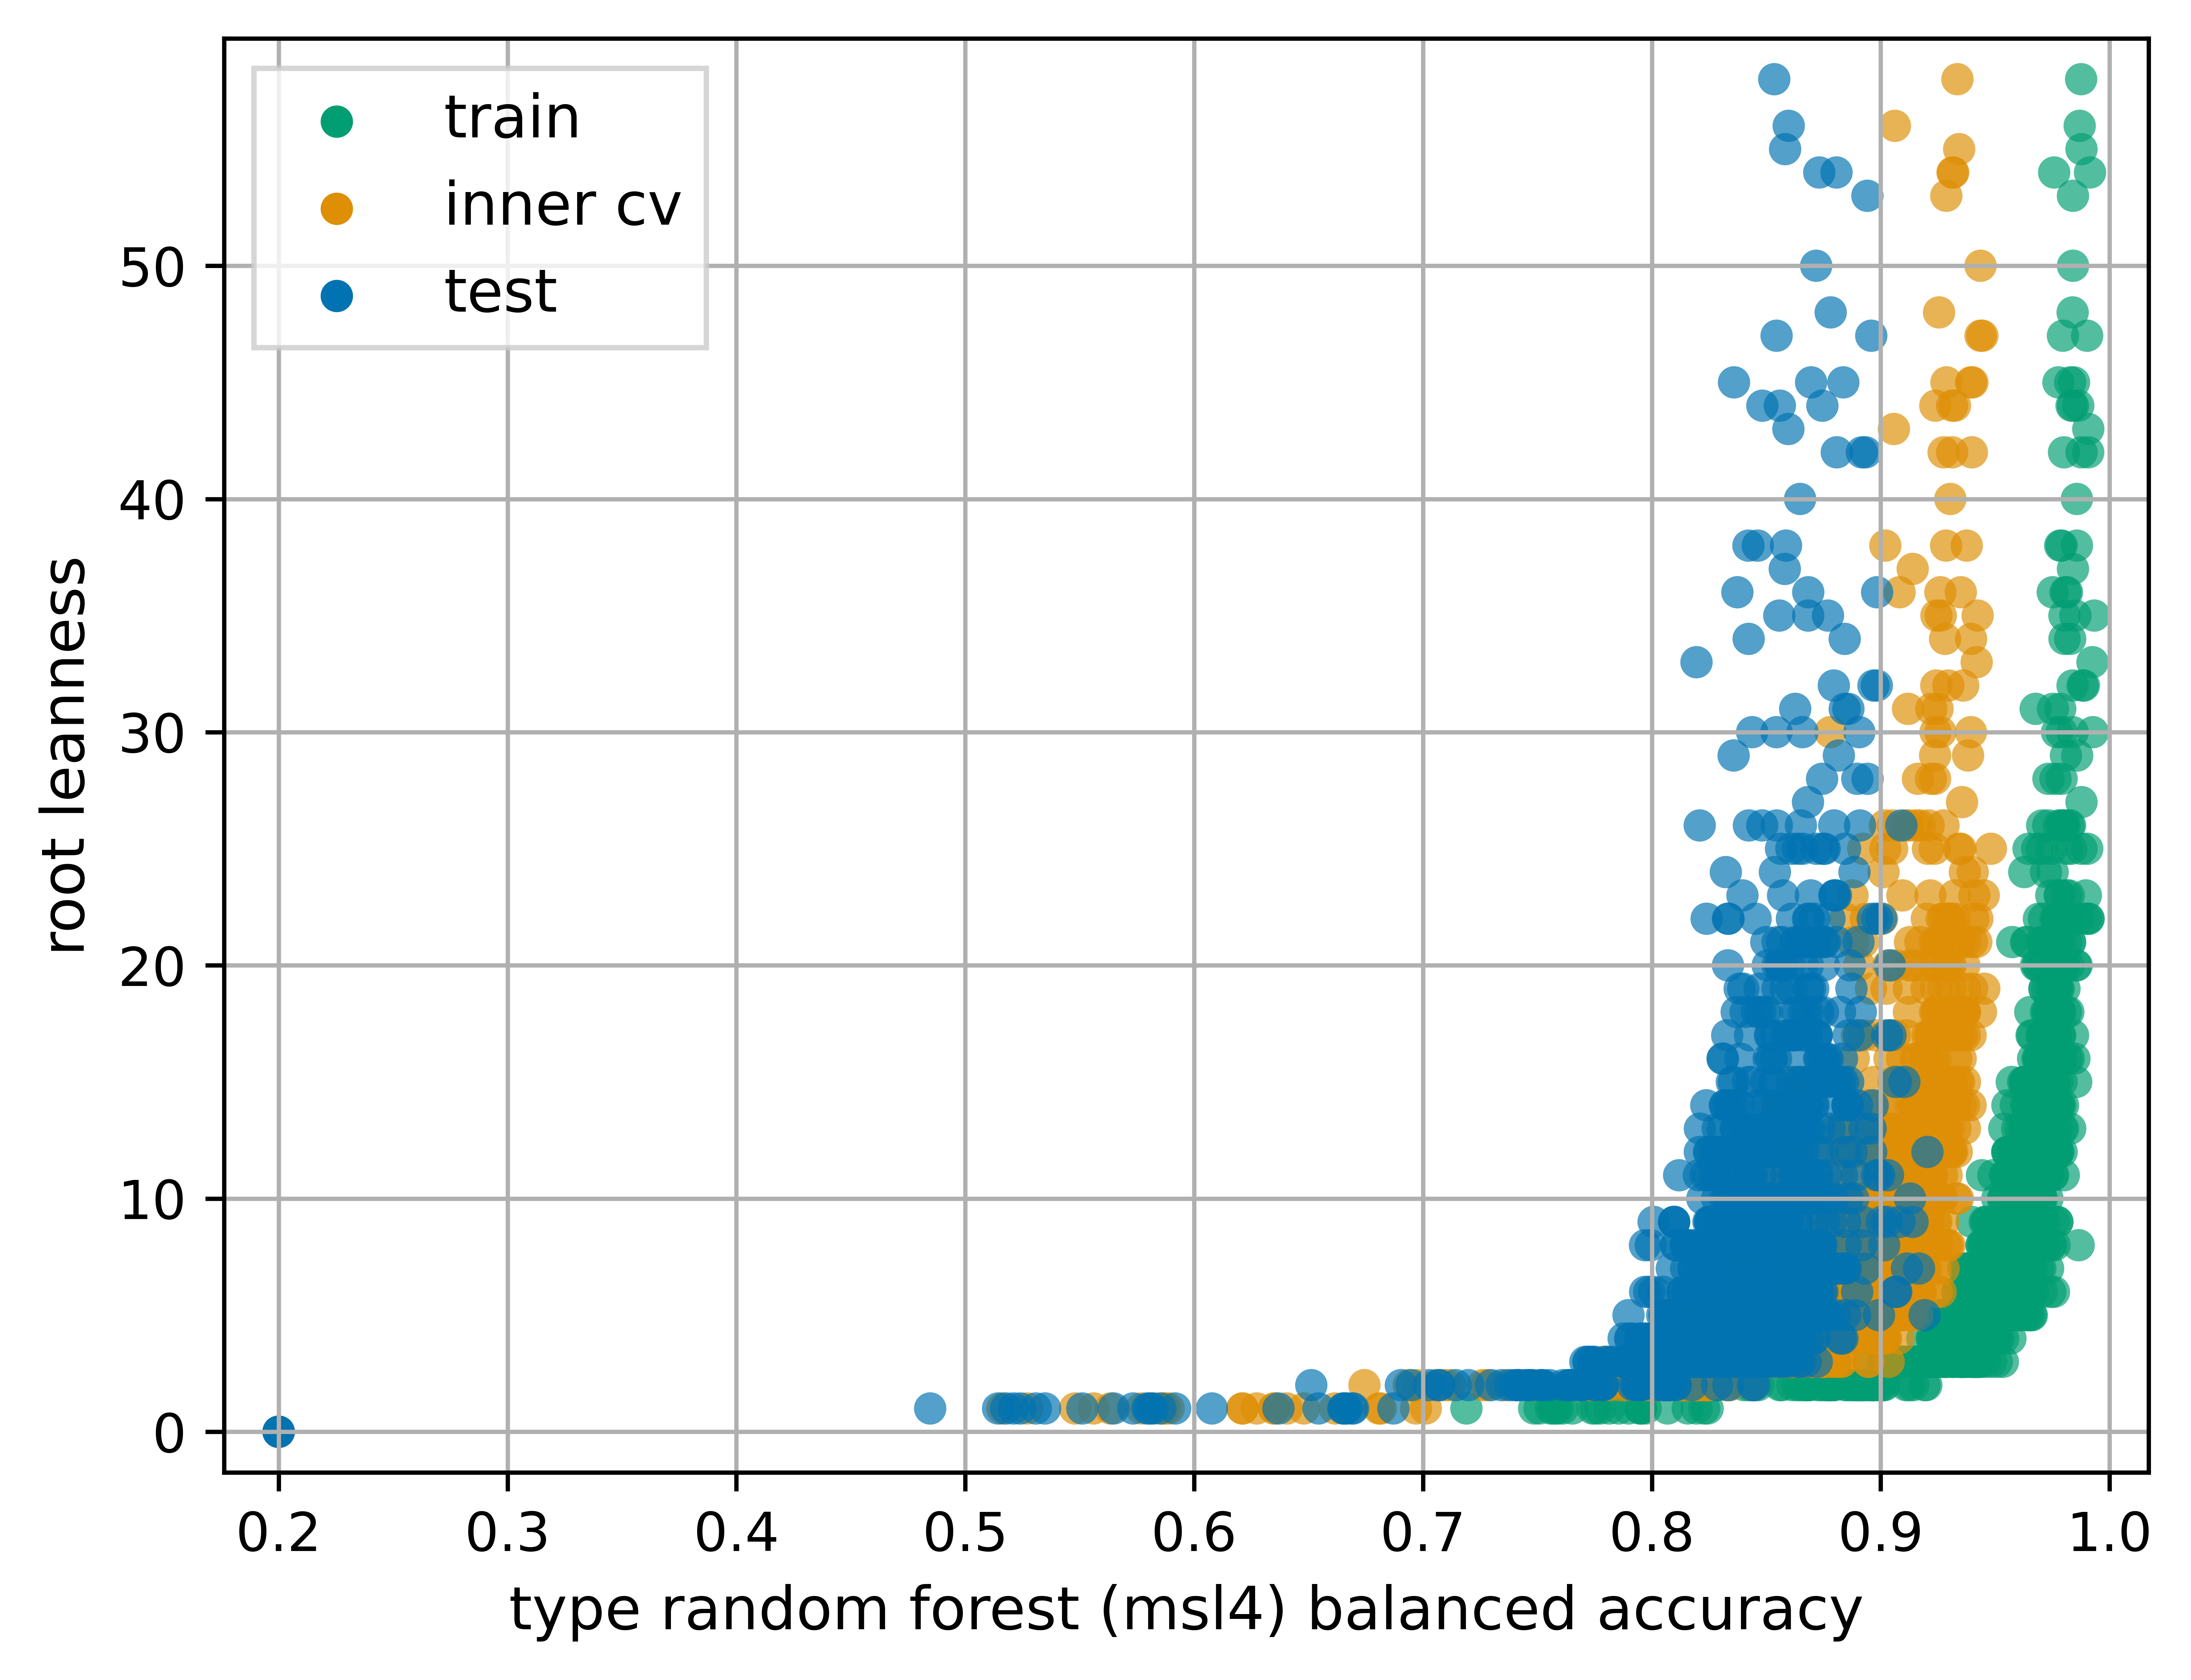 train
inner cv
test
50
40
30
20
10
0
root leanness
0.2 0.3 0.4 0.5 0.6 0.7 0.8 0.9 1.0
type random forest (msl4) balanced accuracy